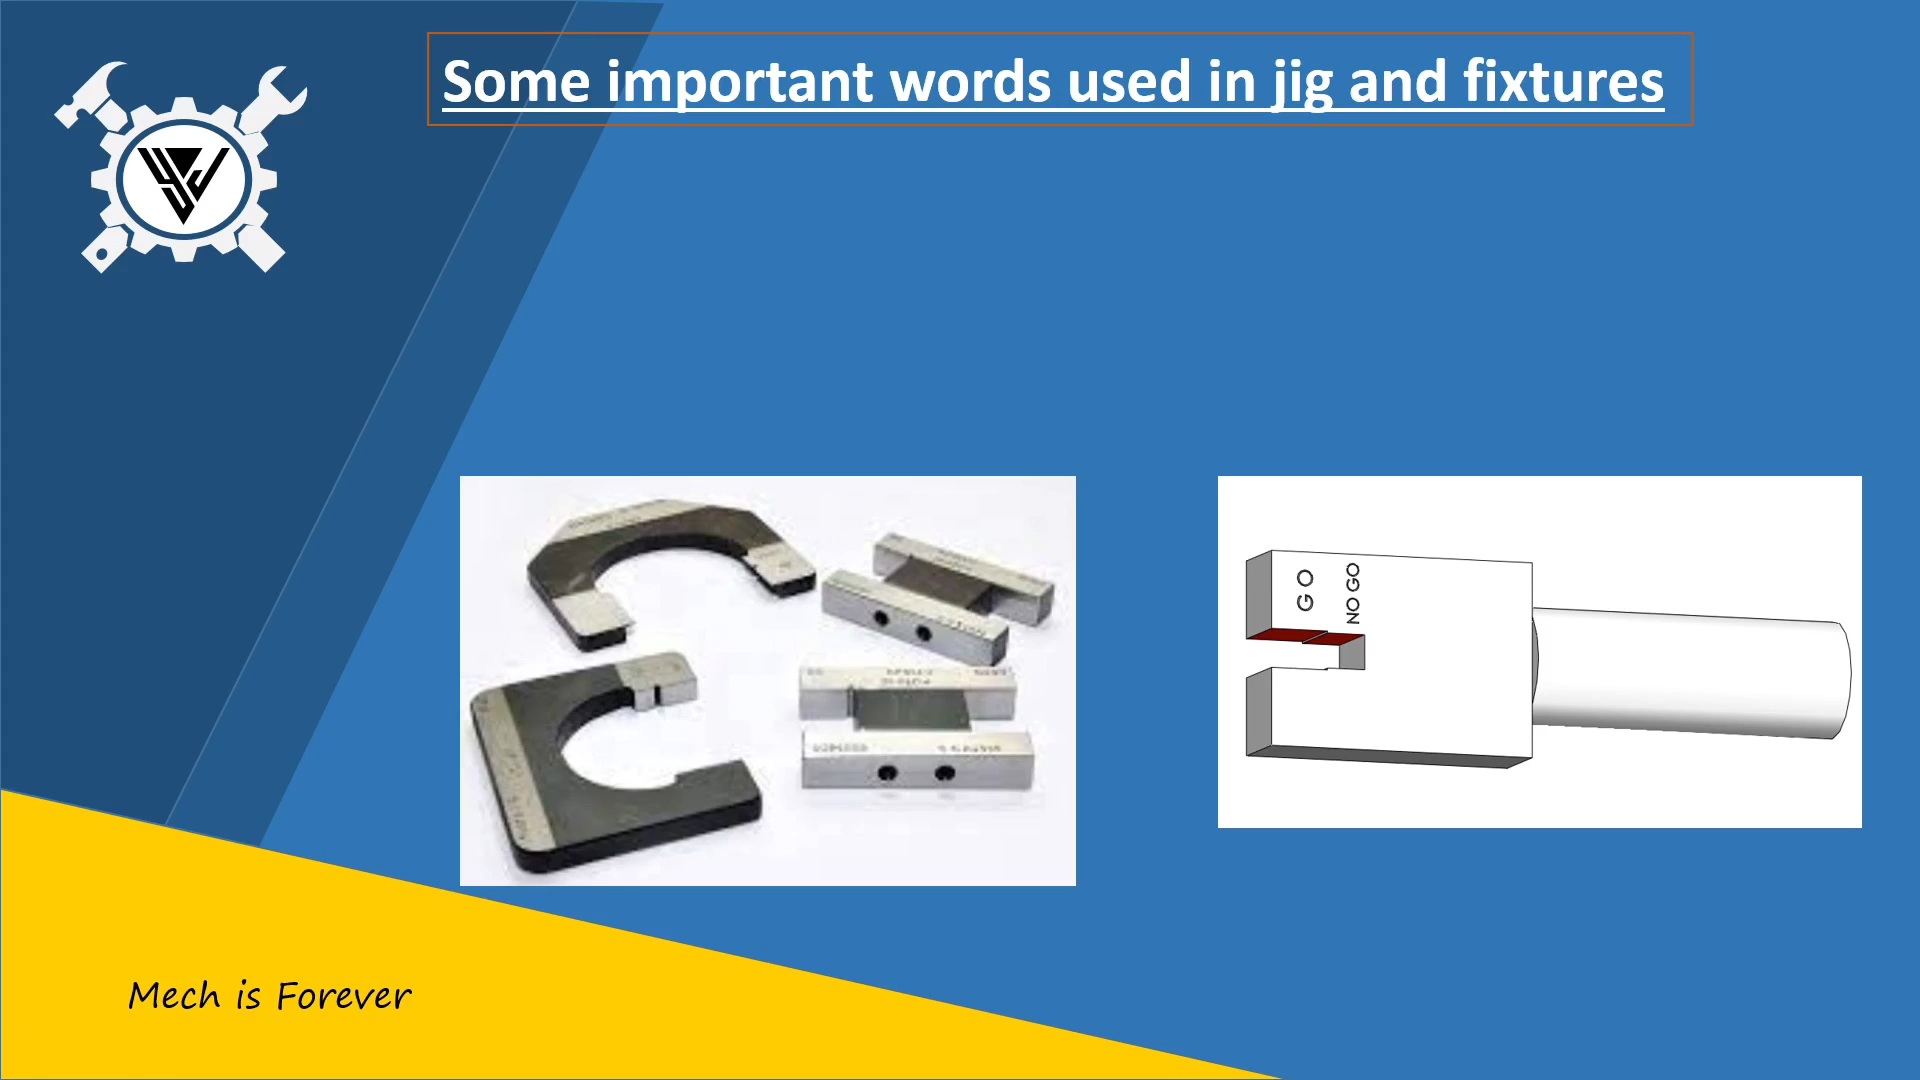 Some important words used in jig and fixtures
GO
NO GO
Mech is Forever